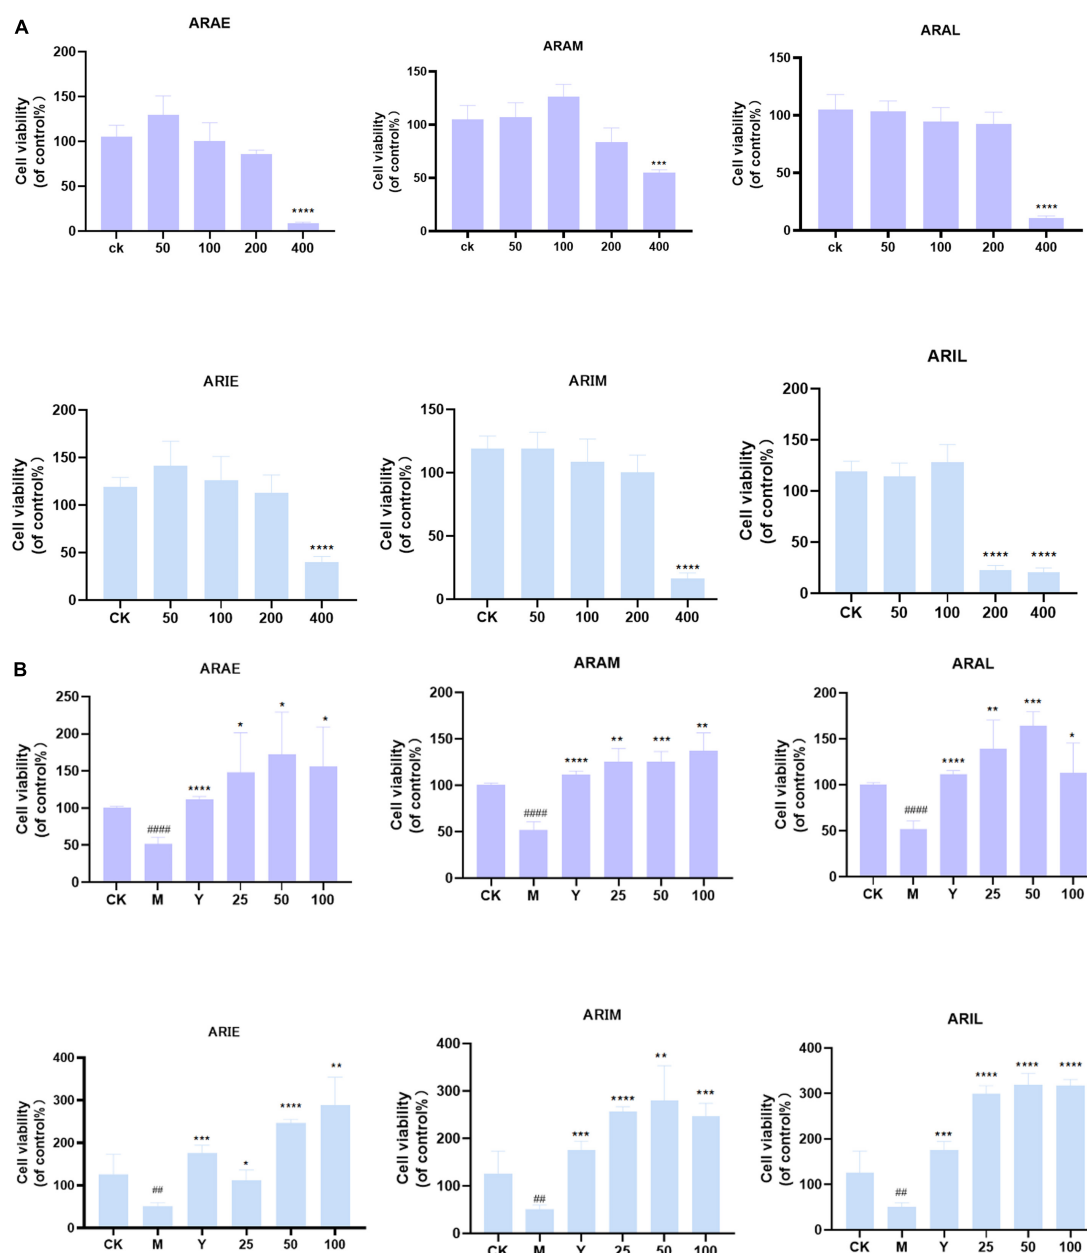 A
ARAE
Cell viability
(of control%)
200
150
100
50
0
****
ck 50 100 200 400
ARAM
Cell viability
(of control%)
150
100
50
0
***
ck 50 100 200 400
ARAL
Cell viability
(of control%)
150
100
50
0
****
ck 50 100 200 400
ARIE
Cell viability
(of control%)
200
150
100
50
0
****
CK 50 100 200 400
ARIM
Cell viability
(of control%)
150
100
50
0
****
CK 50 100 200 400
ARIL
Cell viability
(of control%)
200
150
100
50
0
**** ****
CK 50 100 200 400
B
ARAE
Cell viability
(of control%)
250
200
150
100
50
0
#### **** * * *
CK M Y 25 50 100
ARAM
Cell viability
(of control%)
200
150
100
50
0
#### **** ** *** **
CK M Y 25 50 100
ARAL
Cell viability
(of control%)
200
150
100
50
0
#### **** ** *** *
CK M Y 25 50 100
ARIE
Cell viability
(of control%)
400
300
200
100
0
## *** * **** **
CK M Y 25 50 100
ARIM
Cell viability
(of control%)
400
300
200
100
0
## *** **** ** ***
CK M Y 25 50 100
ARIL
Cell viability
(of control%)
400
300
200
100
0
## *** **** **** ****
CK M Y 25 50 100